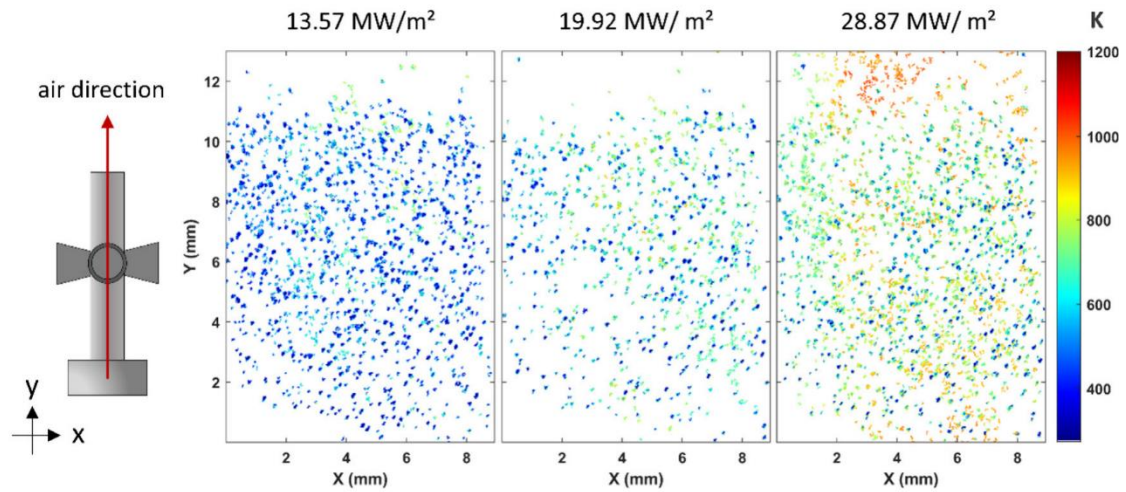 13.57 MW/m² 19.92 MW/ m² 28.87 MW/m² K
air direction
y
x
Y (mm)
12
10
8
6
4
2
2 4 6 8
X (mm)
2 4 6 8
X (mm)
2 4 6 8
X (mm)
1200
1000
800
600
400